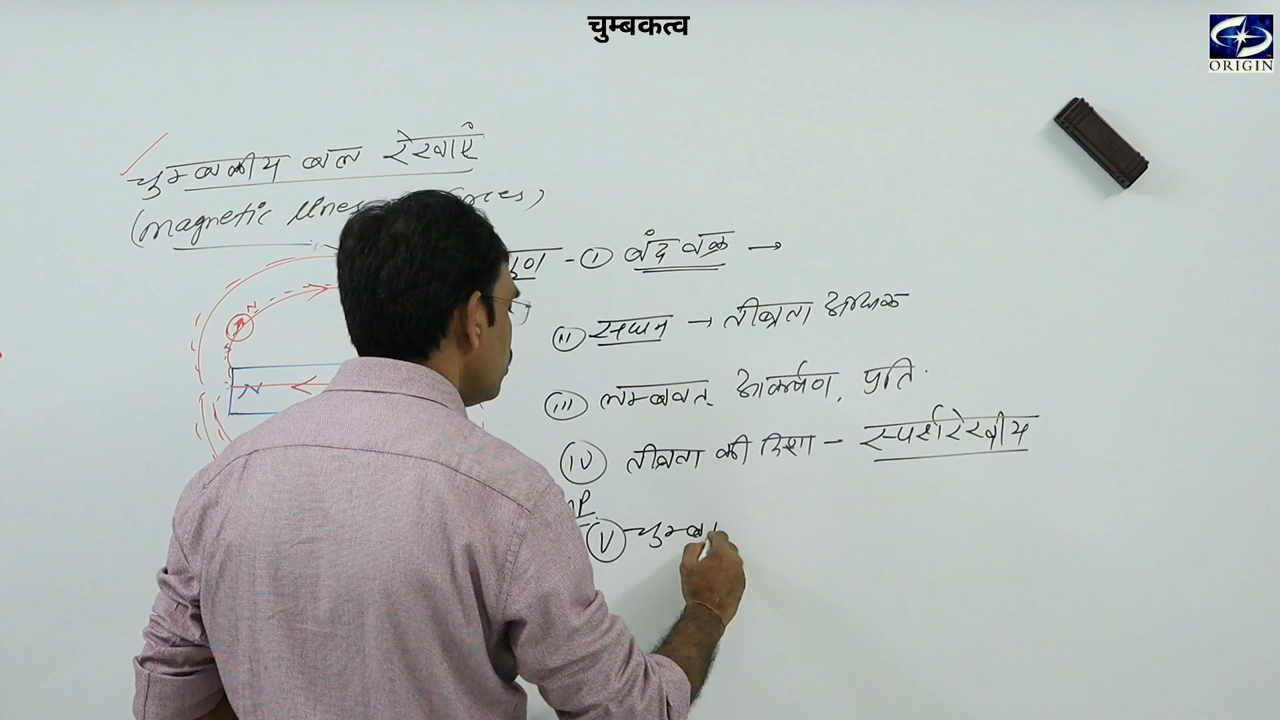 चुम्बकत्व
ORIGIN
चुम्बकीय बल रेखाएँ
(magnetic lines
गुण - (i) बंद वक्र →
(ii) सघन → तीव्रता अधिक
(iii) लम्बवत् आकर्षण, प्रति.
(iv) तीव्रता की दिशा - स्पर्शरेखीय
(v) चुम्ब
N
N